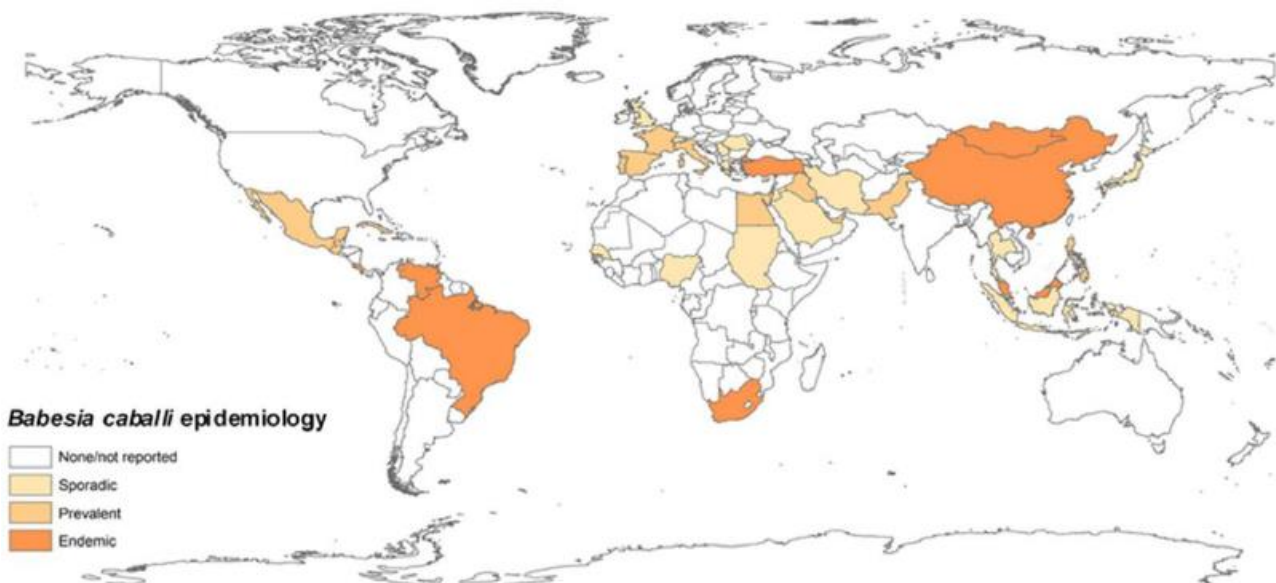 Babesia caballi epidemiology
None/not reported
Sporadic
Prevalent
Endemic